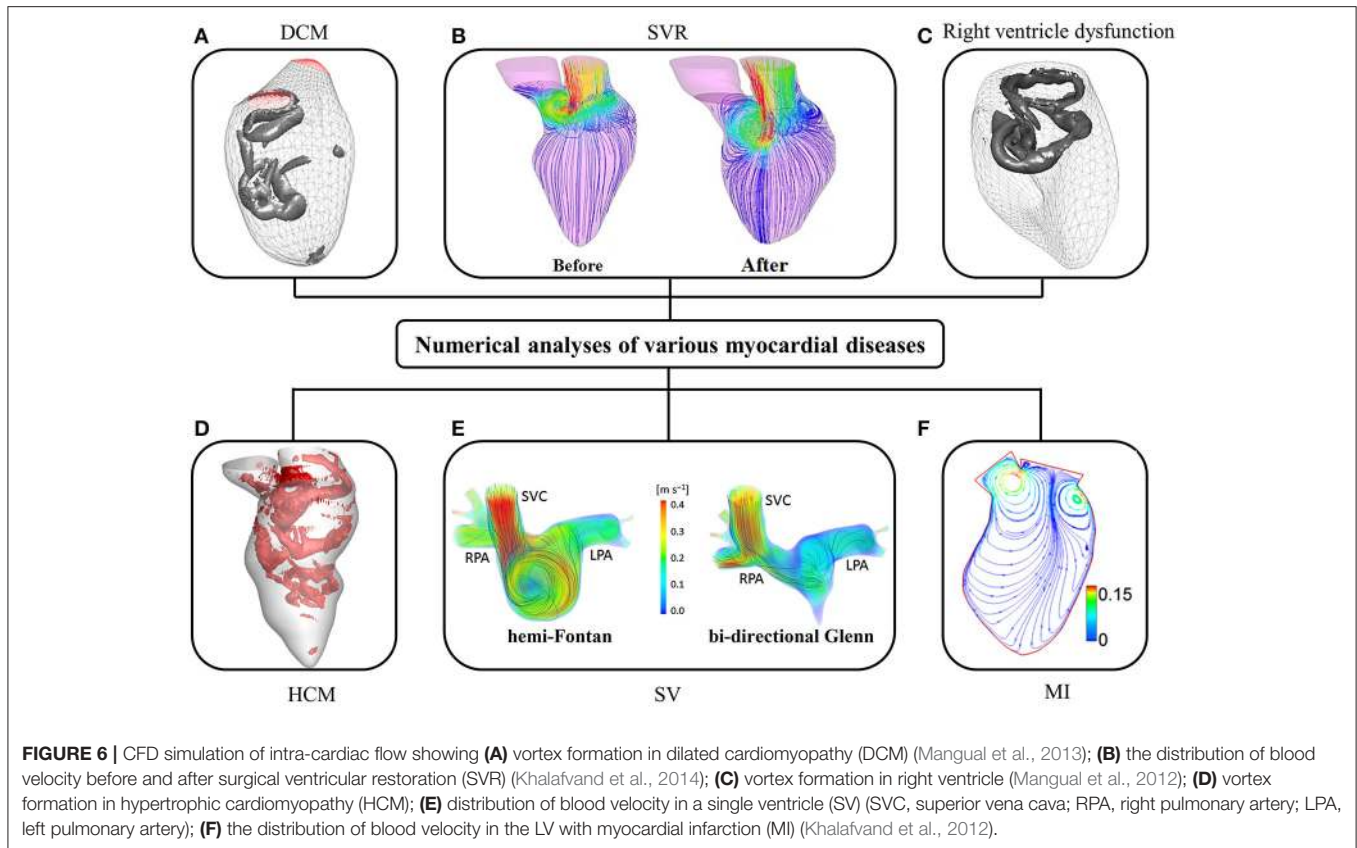 A
DCM
B
SVR
C
Right ventricle dysfunction
Before
After
Numerical analyses of various myocardial diseases
D
HCM
E
SVC
RPA
LPA
hemi-Fontan
[m s⁻¹]
0.4
0.3
0.2
0.1
0.0
SVC
RPA
LPA
bi-directional Glenn
SV
F
0.15
0
MI
FIGURE 6 | CFD simulation of intra-cardiac flow showing (A) vortex formation in dilated cardiomyopathy (DCM) (Mangual et al., 2013); (B) the distribution of blood
velocity before and after surgical ventricular restoration (SVR) (Khalafvand et al., 2014); (C) vortex formation in right ventricle (Mangual et al., 2012); (D) vortex
formation in hypertrophic cardiomyopathy (HCM); (E) distribution of blood velocity in a single ventricle (SV) (SVC, superior vena cava; RPA, right pulmonary artery; LPA,
left pulmonary artery); (F) the distribution of blood velocity in the LV with myocardial infarction (MI) (Khalafvand et al., 2012).